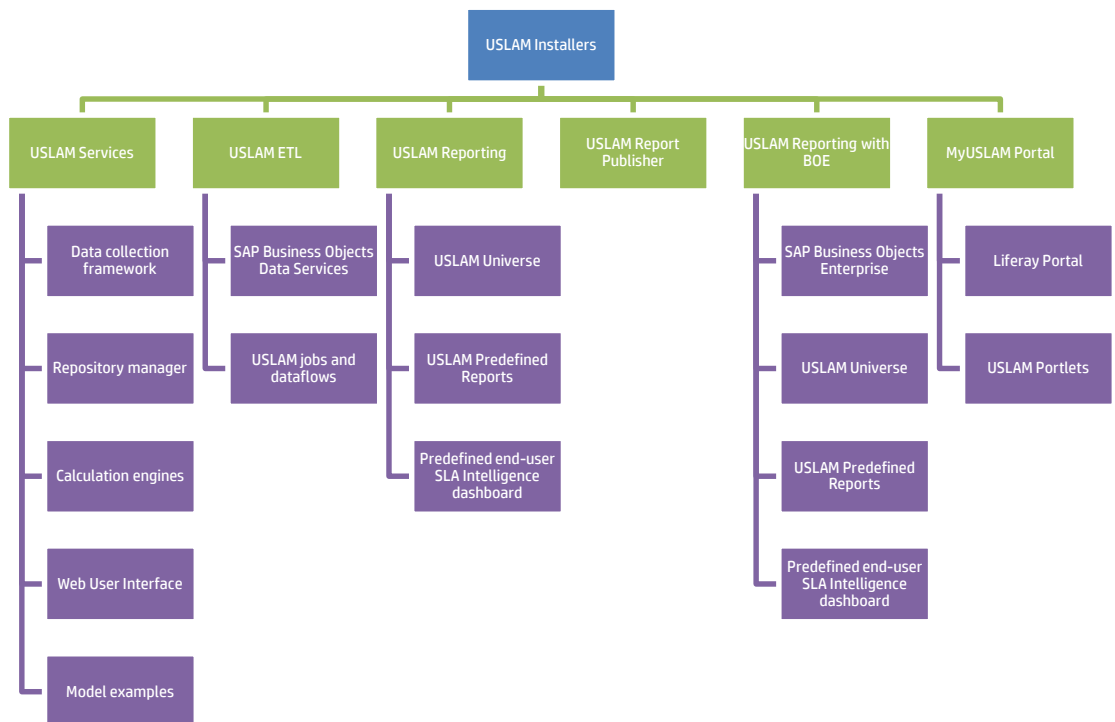 USLAM Installers
USLAM Services
USLAM ETL
USLAM Reporting
USLAM Report
Publisher
USLAM Reporting with
BOE
MyUSLAM Portal
Data collection
framework
SAP Business Objects
Data Services
USLAM Universe
SAP Business Objects
Enterprise
Liferay Portal
Repository manager
USLAM jobs and
dataflows
USLAM Predefined
Reports
USLAM Universe
USLAM Portlets
Calculation engines
Predefined end-user
SLA Intelligence
dashboard
USLAM Predefined
Reports
Web User Interface
Predefined end-user
SLA Intelligence
dashboard
Model examples